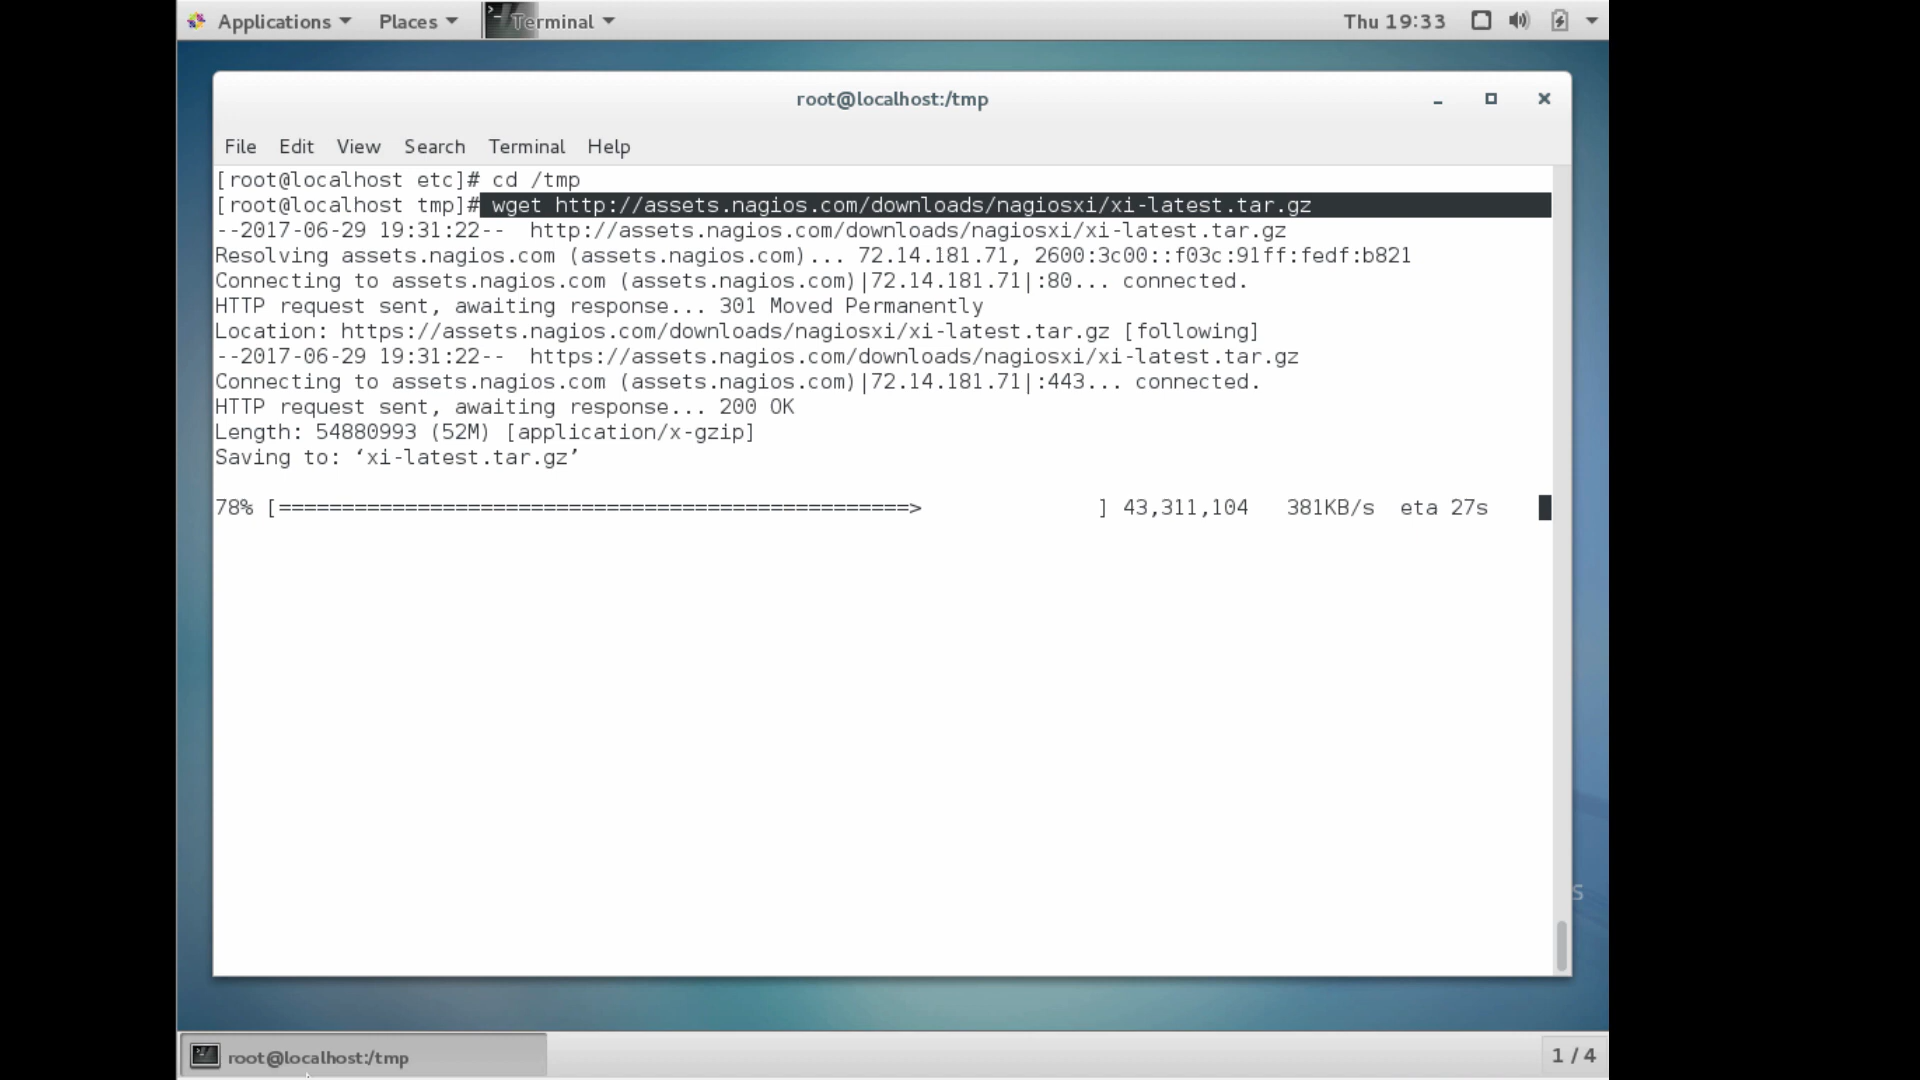 Applications Places Terminal Thu 19:33
root@localhost:/tmp
File Edit View Search Terminal Help
[root@localhost etc]# cd /tmp
[root@localhost tmp]# wget http://assets.nagios.com/downloads/nagiosxi/xi-latest.tar.gz
--2017-06-29 19:31:22--  http://assets.nagios.com/downloads/nagiosxi/xi-latest.tar.gz
Resolving assets.nagios.com (assets.nagios.com)... 72.14.181.71, 2600:3c00::f03c:91ff:fedf:b821
Connecting to assets.nagios.com (assets.nagios.com)|72.14.181.71|:80... connected.
HTTP request sent, awaiting response... 301 Moved Permanently
Location: https://assets.nagios.com/downloads/nagiosxi/xi-latest.tar.gz [following]
--2017-06-29 19:31:22--  https://assets.nagios.com/downloads/nagiosxi/xi-latest.tar.gz
Connecting to assets.nagios.com (assets.nagios.com)|72.14.181.71|:443... connected.
HTTP request sent, awaiting response... 200 OK
Length: 54880993 (52M) [application/x-gzip]
Saving to: ‘xi-latest.tar.gz’
78% [==================================================>              ] 43,311,104   381KB/s  eta 27s
S
root@localhost:/tmp 1 / 4